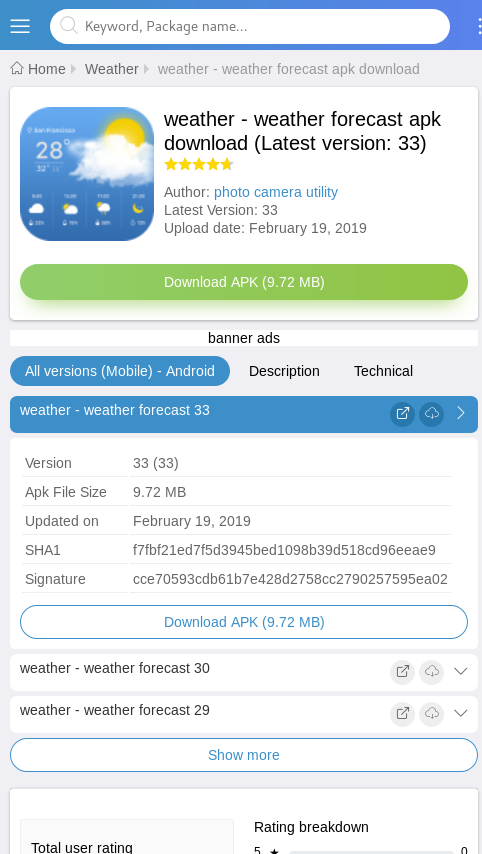 Keyword, Package name...
Home Weather weather - weather forecast apk download
San Francisco
28°
32°
weather - weather forecast apk
download (Latest version: 33)
Author: photo camera utility
Latest Version: 33
Upload date: February 19, 2019
Download APK (9.72 MB)
banner ads
All versions (Mobile) - Android Description Technical
weather - weather forecast 33
Version 33 (33)
Apk File Size 9.72 MB
Updated on February 19, 2019
SHA1 f7fbf21ed7f5d3945bed1098b39d518cd96eeae9
Signature cce70593cdb61b7e428d2758cc2790257595ea02
Download APK (9.72 MB)
weather - weather forecast 30
weather - weather forecast 29
Show more
Rating breakdown
Total user rating
5 ★ 0